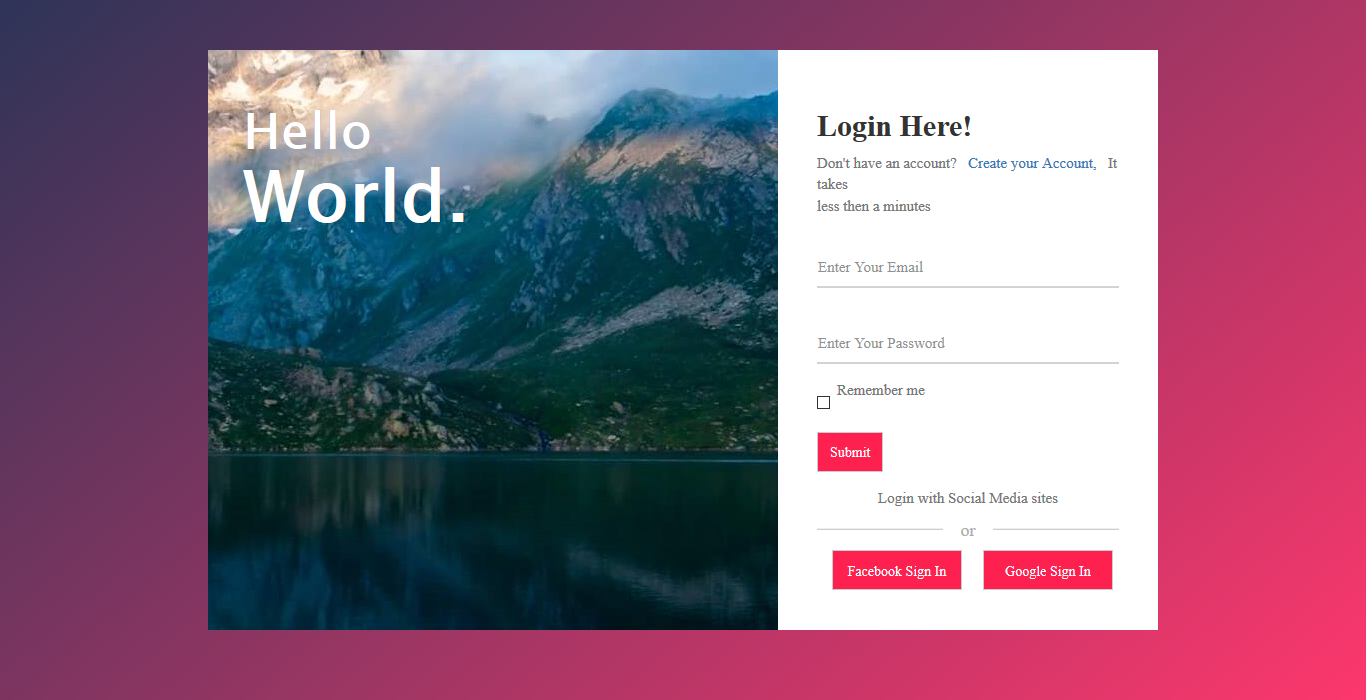 Hello
World.
Login Here!
Don't have an account? Create your Account, It
takes
less then a minutes
Enter Your Email
Enter Your Password
Remember me
Submit
Login with Social Media sites
or
Facebook Sign In Google Sign In